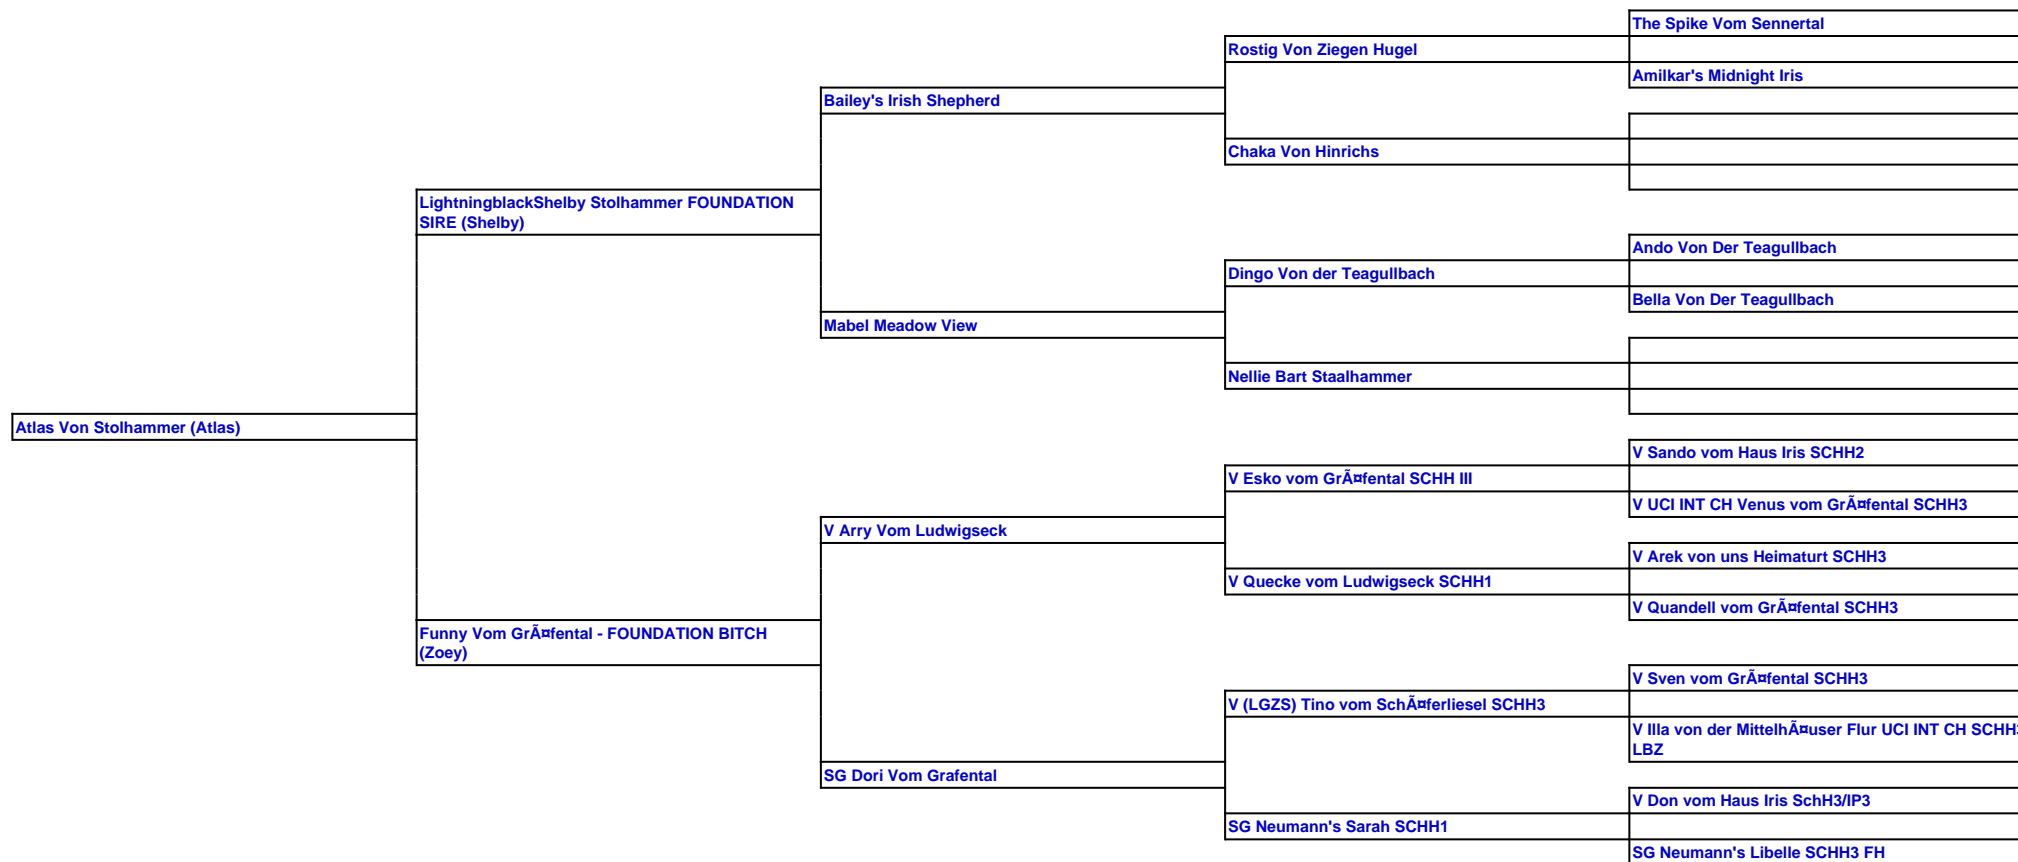 The Spike Vom Sennertal
Rostig Von Ziegen Hugel
Amilkar's Midnight Iris
Bailey's Irish Shepherd
Chaka Von Hinrichs
LightningblackShelby Stolhammer FOUNDATION
SIRE (Shelby)
Ando Von Der Teagullbach
Dingo Von der Teagullbach
Bella Von Der Teagullbach
Mabel Meadow View
Nellie Bart Staalhammer
Atlas Von Stolhammer (Atlas)
V Sando vom Haus Iris SCHH2
V Esko vom GrÃ¤fental SCHH III
V UCI INT CH Venus vom GrÃ¤fental SCHH3
V Arry Vom Ludwigseck
V Arek von uns Heimaturt SCHH3
V Quecke vom Ludwigseck SCHH1
V Quandell vom GrÃ¤fental SCHH3
Funny Vom GrÃ¤fental - FOUNDATION BITCH
(Zoey)
V Sven vom GrÃ¤fental SCHH3
V (LGZS) Tino vom SchÃ¤ferliesel SCHH3
V Illa von der MittelhÃ¤user Flur UCI INT CH SCHH3
LBZ
SG Dori Vom Grafental
V Don vom Haus Iris SchH3/IP3
SG Neumann's Sarah SCHH1
SG Neumann's Libelle SCHH3 FH